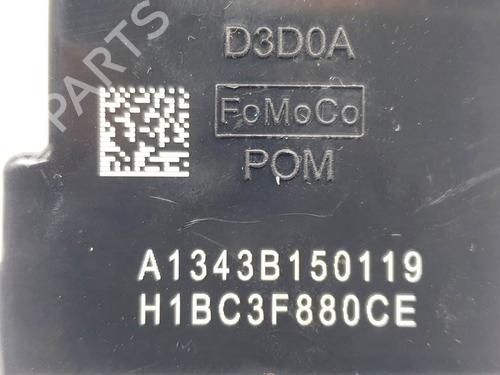 D3D0A
FoMoCo
POM
A1343B150119
H1BC3F880CE
PARTS